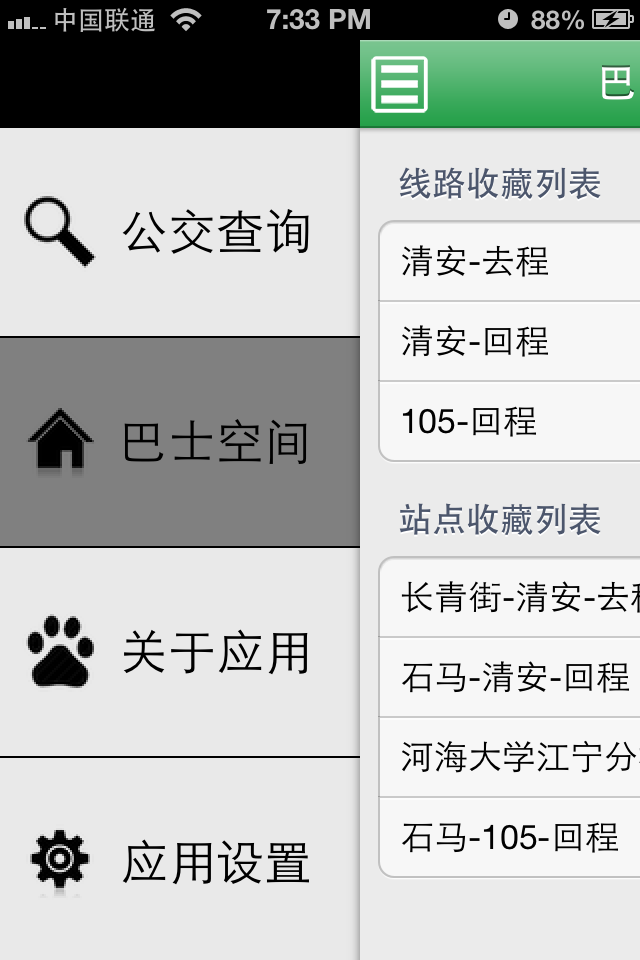 中国联通 7:33 PM 88%
公交查询
巴士空间
关于应用
应用设置
巴
线路收藏列表
清安-去程
清安-回程
105-回程
站点收藏列表
长青街-清安-去程
石马-清安-回程
河海大学江宁分
石马-105-回程